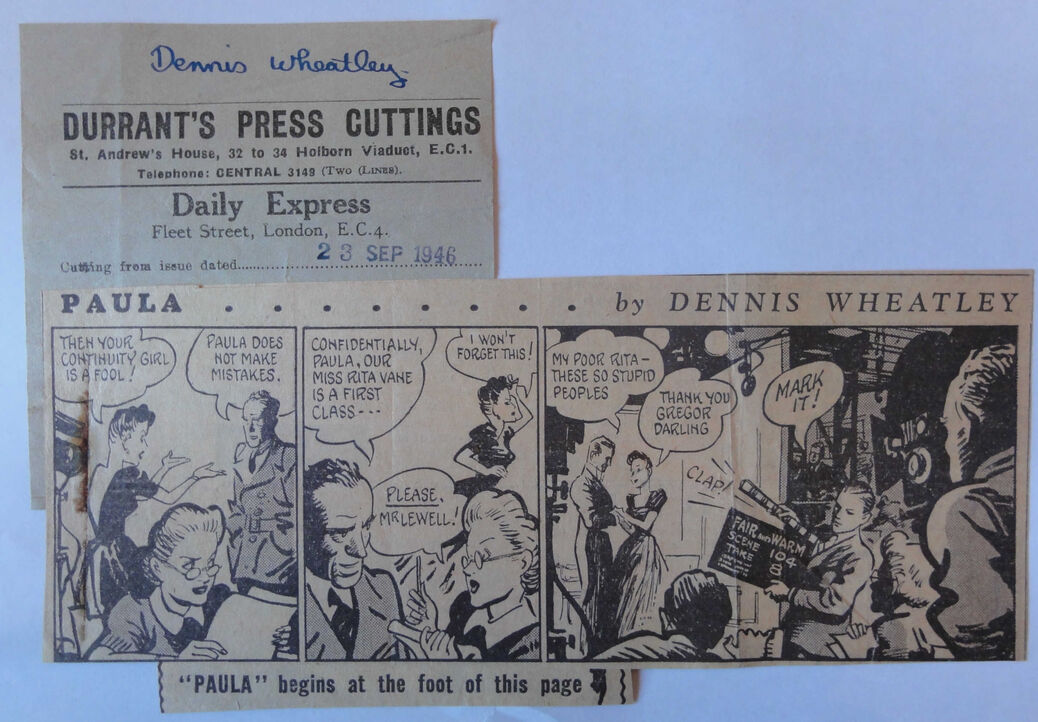 Dennis Wheatley
DURRANT'S PRESS CUTTINGS
St. Andrew's House, 32 to 34 Holborn Viaduct, E.C.1.
Telephone: CENTRAL 3149 (TWO (LINES).
Daily Express
Fleet Street, London, E.C.4.
Cutting from issue dated 23 SEP 1946
PAULA . . . . . . . by DENNIS WHEATLEY
THEN YOUR
CONTINUITY GIRL
IS A FOOL!
PAULA DOES
NOT MAKE
MISTAKES.
CONFIDENTIALLY,
PAULA, OUR
MISS RITA VANE
IS A FIRST
CLASS ---
I WON'T
FORGET THIS!
PLEASE,
MR LEWELL!
MY POOR RITA –
THESE SO STUPID
PEOPLES
THANK YOU
GREGOR
DARLING
CLAP!
MARK
IT!
FAIR AND WARM
SCENE 104
TAKE 8
"PAULA" begins at the foot of this page